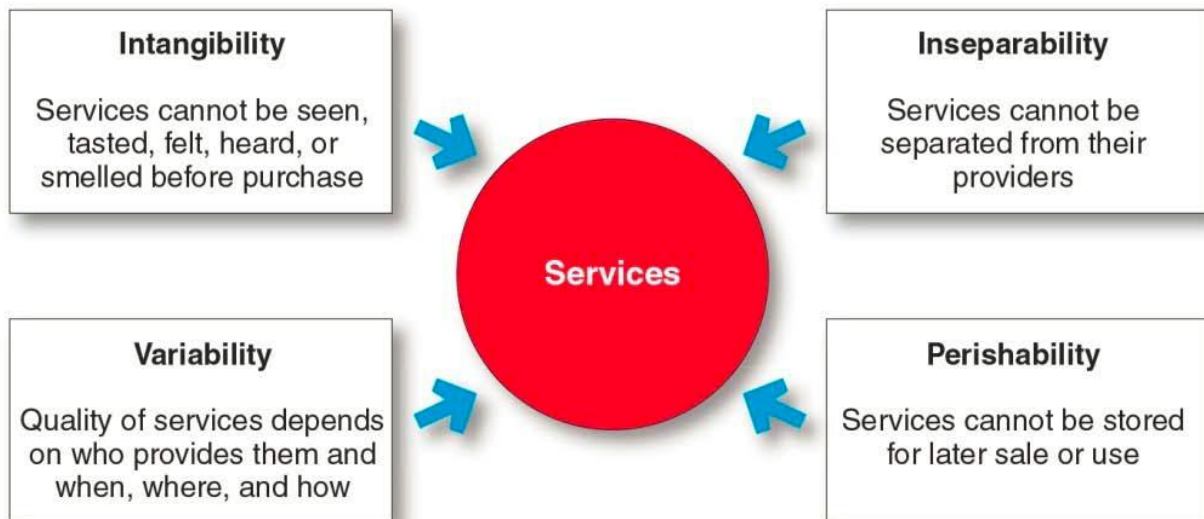 Intangibility
Services cannot be seen,
tasted, felt, heard, or
smelled before purchase
Inseparability
Services cannot be
separated from their
providers
Services
Variability
Quality of services depends
on who provides them and
when, where, and how
Perishability
Services cannot be stored
for later sale or use